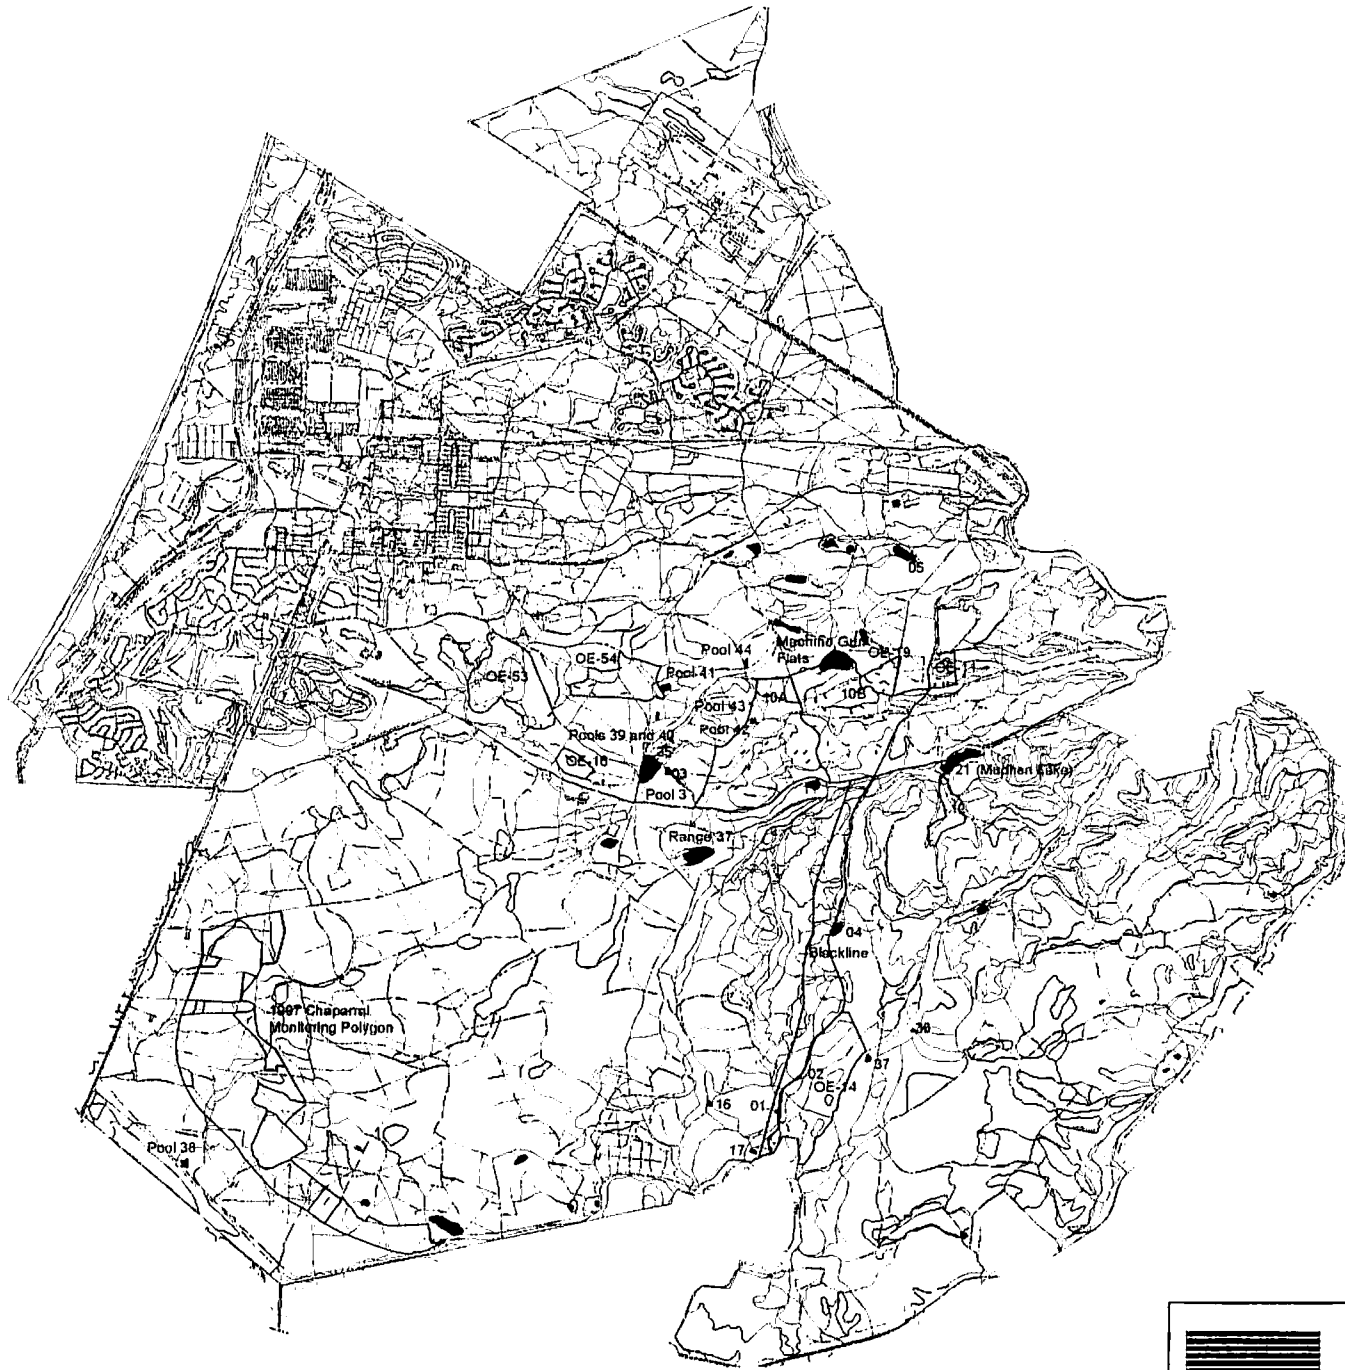 05
Machine Gun
Flats
OE-19
Pool 44
OE-54
OE-53
Pool 41
10A
10B
Pool 43
Pool 42
Pools 39 and 40
35
OE-16
03
Pool 3
21 (Mudhen Lake)
Range 37
04
Blackline
1997 Chaparral
Monitoring Polygon
30
37
02
OE-14
16
01
17
Pool 38